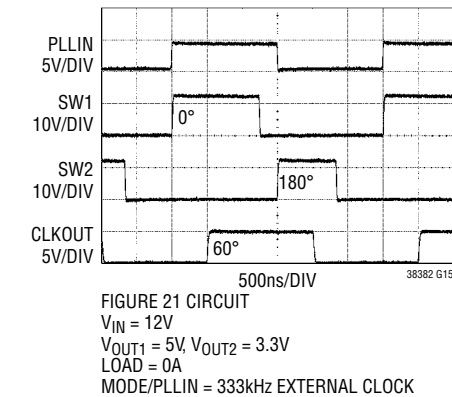 PLLIN
5V/DIV
SW1
10V/DIV
0°
SW2
10V/DIV
180°
CLKOUT
5V/DIV
60°
500ns/DIV
38382 G15
FIGURE 21 CIRCUIT
VIN = 12V
VOUT1 = 5V, VOUT2 = 3.3V
LOAD = 0A
MODE/PLLIN = 333kHz EXTERNAL CLOCK